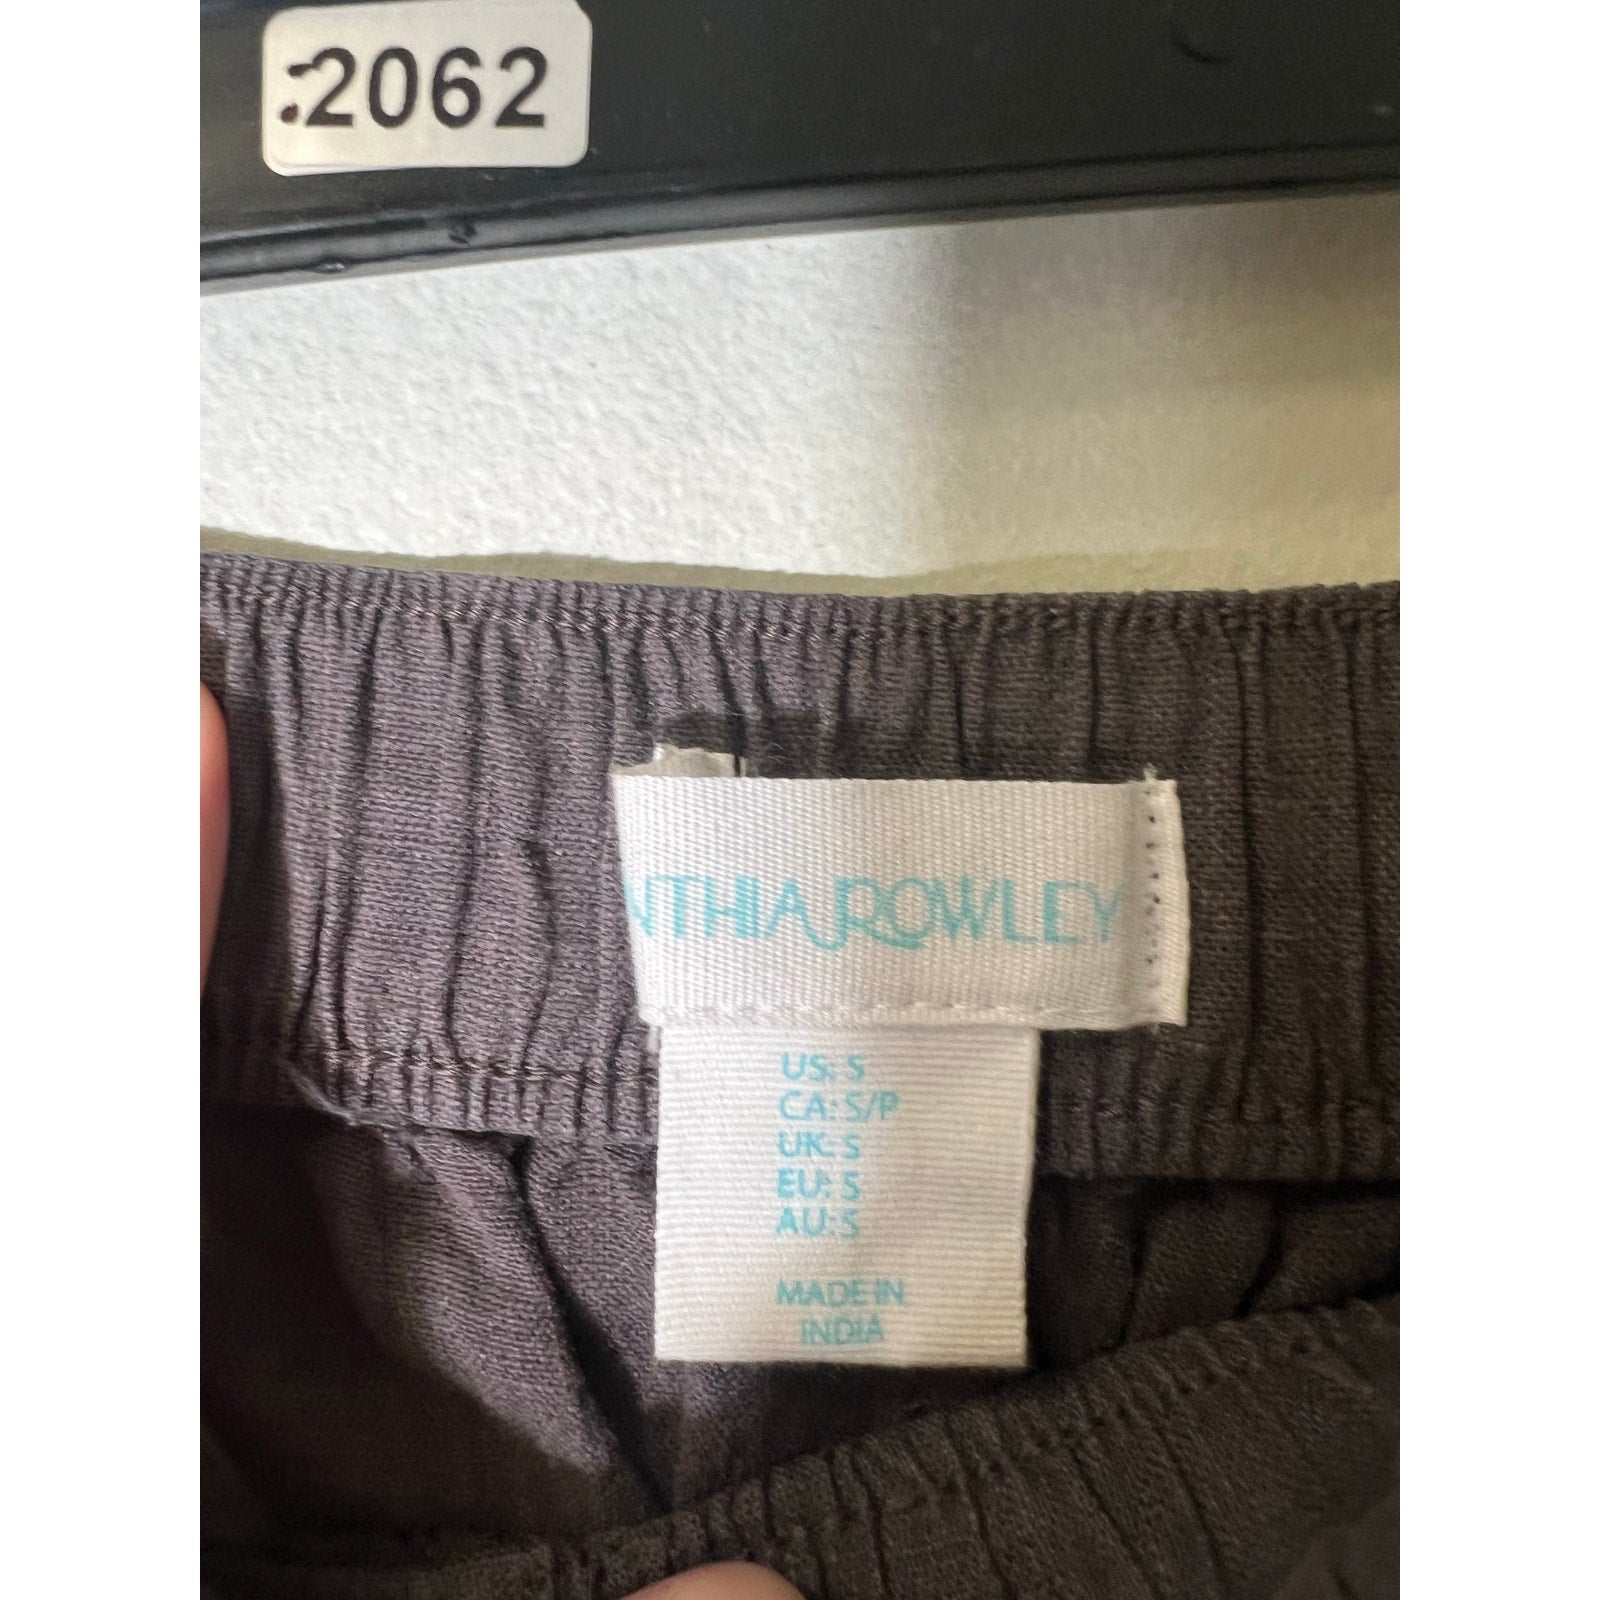 :2062
NTHIA ROWLEY
US: S
CA: S/P
UK: S
EU: S
AU: S
MADE IN
INDIA